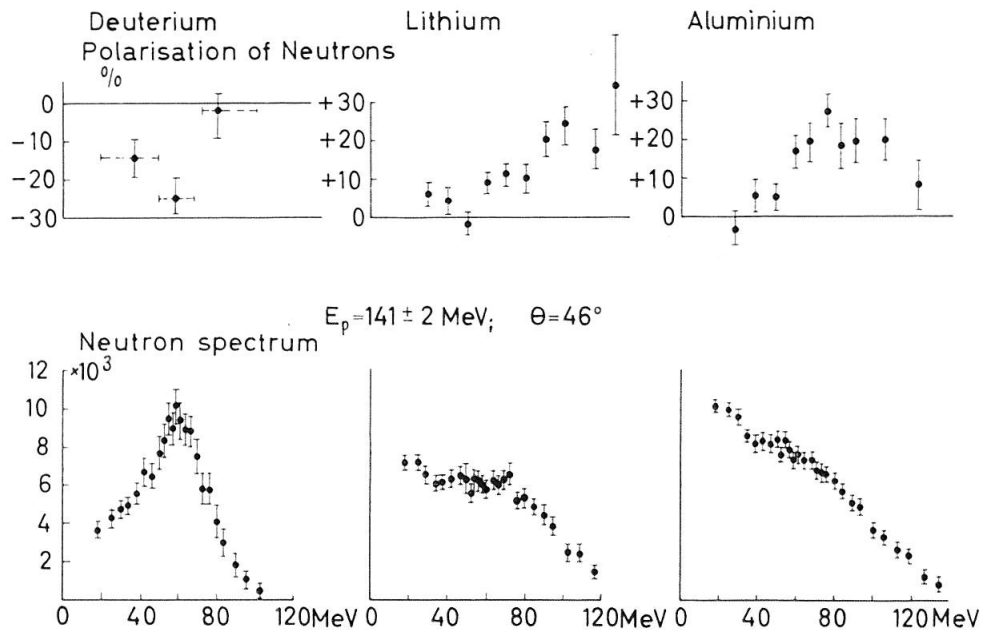 Deuterium Lithium Aluminium
Polarisation of Neutrons
%
0 +30 +30
-10 +20 +20
-20 +10 +10
-30 0 0
E_p=141 ± 2 MeV; Θ=46°
Neutron spectrum
12 ×10³
10
8
6
4
2
0 40 80 120MeV 0 40 80 120MeV 0 40 80 120 MeV